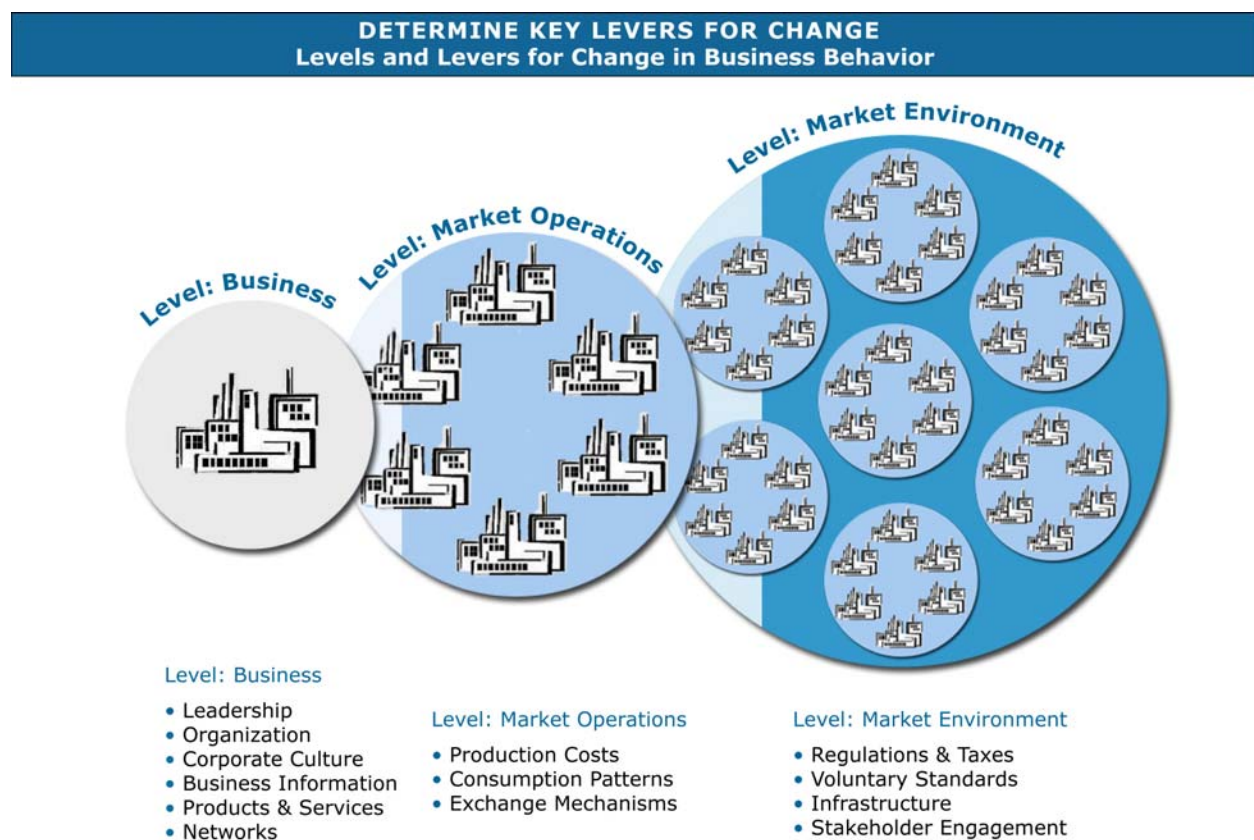 DETERMINE KEY LEVERS FOR CHANGE
Levels and Levers for Change in Business Behavior
Level: Business
Level: Market Operations
Level: Market Environment
Level: Business
• Leadership
• Organization
• Corporate Culture
• Business Information
• Products & Services
• Networks
Level: Market Operations
• Production Costs
• Consumption Patterns
• Exchange Mechanisms
Level: Market Environment
• Regulations & Taxes
• Voluntary Standards
• Infrastructure
• Stakeholder Engagement